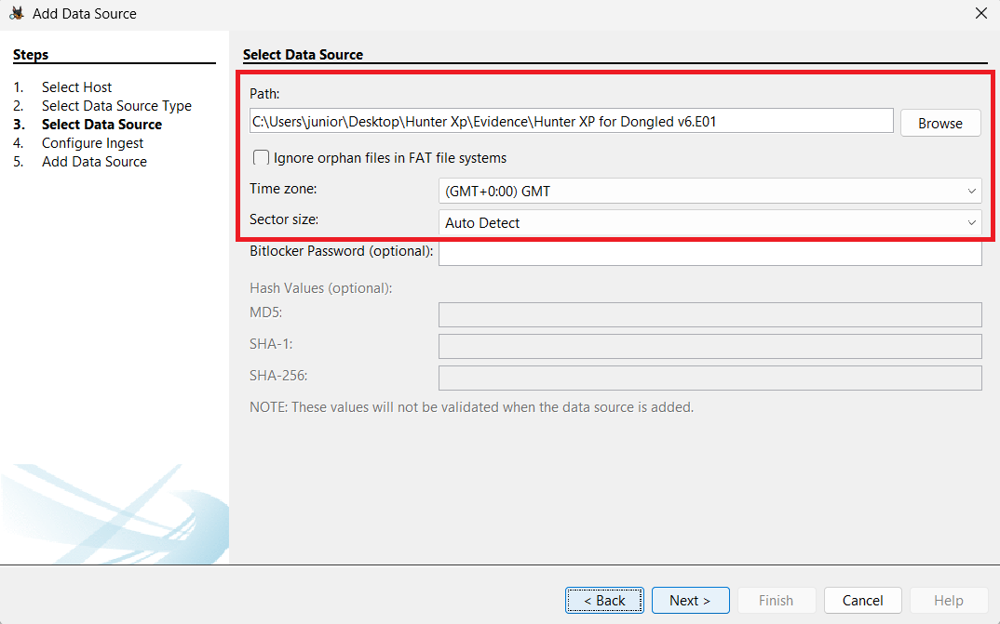 Add Data Source
Steps
1. Select Host
2. Select Data Source Type
3. Select Data Source
4. Configure Ingest
5. Add Data Source
Select Data Source
Path:
C:\Users\junior\Desktop\Hunter Xp\Evidence\Hunter XP for Dongled v6.E01
Browse
Ignore orphan files in FAT file systems
Time zone: (GMT+0:00) GMT
Sector size: Auto Detect
Bitlocker Password (optional):
Hash Values (optional):
MD5:
SHA-1:
SHA-256:
NOTE: These values will not be validated when the data source is added.
< Back Next > Finish Cancel Help